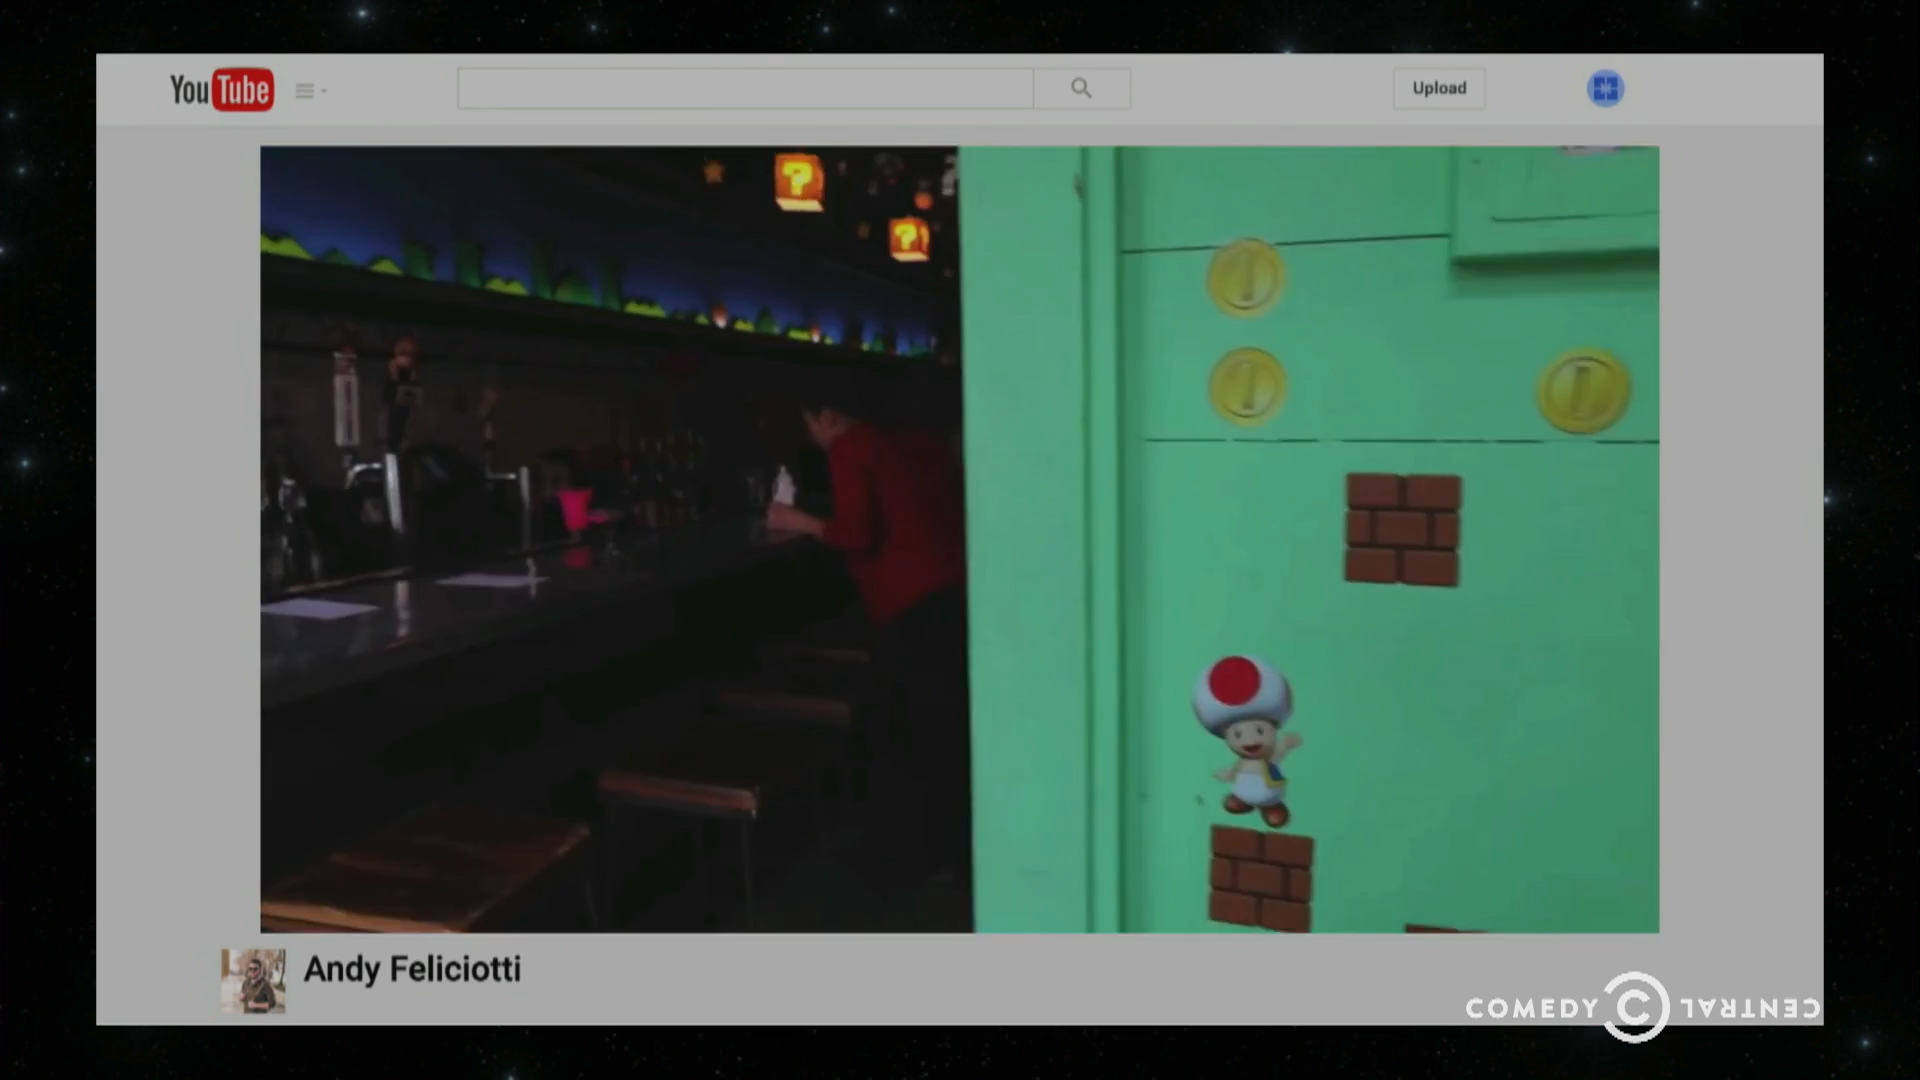 YouTube
Upload
?
?
Andy Feliciotti
COMEDY CENTRAL